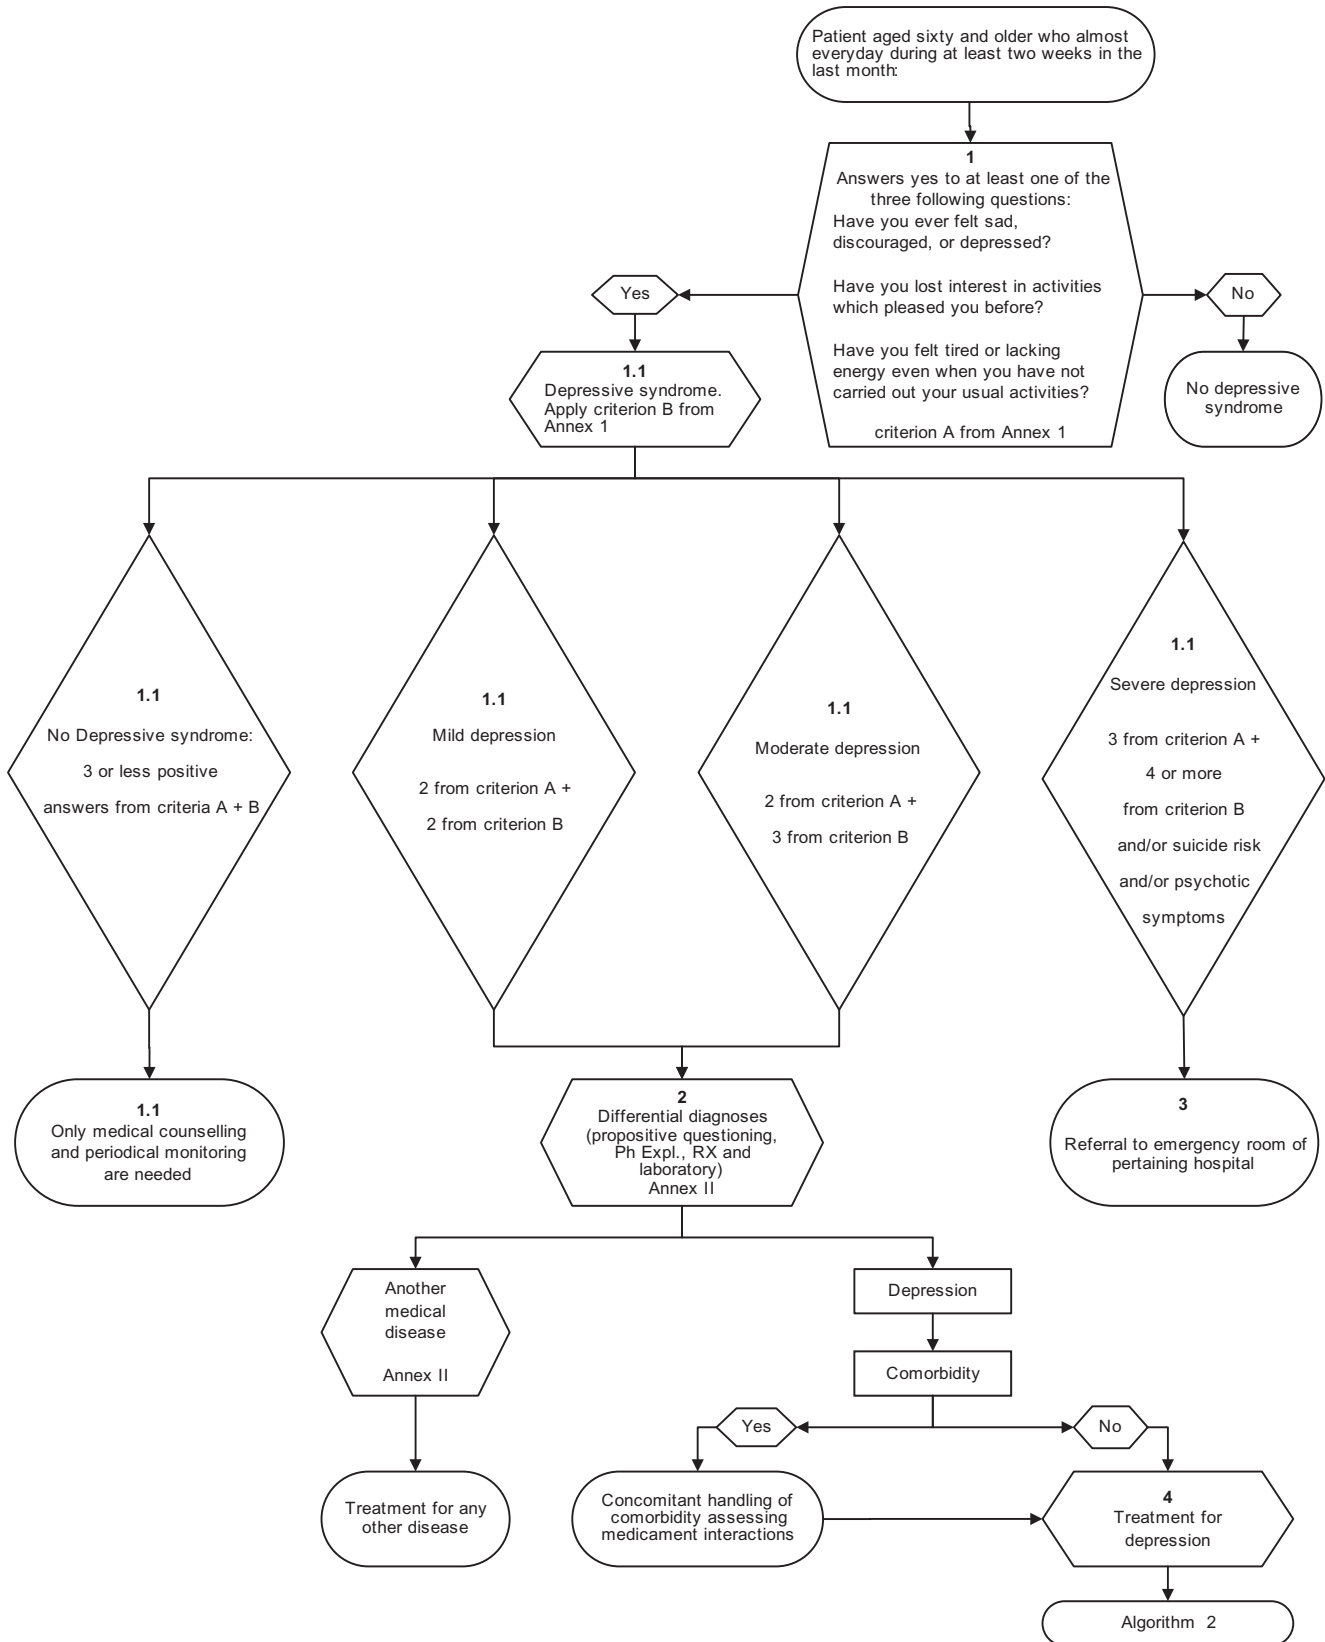 Patient aged sixty and older who almost
everyday during at least two weeks in the
last month:
1
Answers yes to at least one of the
three following questions:
Have you ever felt sad,
discouraged, or depressed?
Have you lost interest in activities
which pleased you before?
Have you felt tired or lacking
energy even when you have not
carried out your usual activities?
criterion A from Annex 1
Yes
No
1.1
Depressive syndrome.
Apply criterion B from
Annex 1
No depressive
syndrome
1.1
No Depressive syndrome:
3 or less positive
answers from criteria A + B
1.1
Mild depression
2 from criterion A +
2 from criterion B
1.1
Moderate depression
2 from criterion A +
3 from criterion B
1.1
Severe depression
3 from criterion A +
4 or more
from criterion B
and/or suicide risk
and/or psychotic
symptoms
1.1
Only medical counselling
and periodical monitoring
are needed
2
Differential diagnoses
(propositive questioning,
Ph Expl., RX and
laboratory)
Annex II
3
Referral to emergency room of
pertaining hospital
Another
medical
disease
Annex II
Depression
Comorbidity
Yes
No
Treatment for any
other disease
Concomitant handling of
comorbidity assessing
medicament interactions
4
Treatment for
depression
Algorithm 2